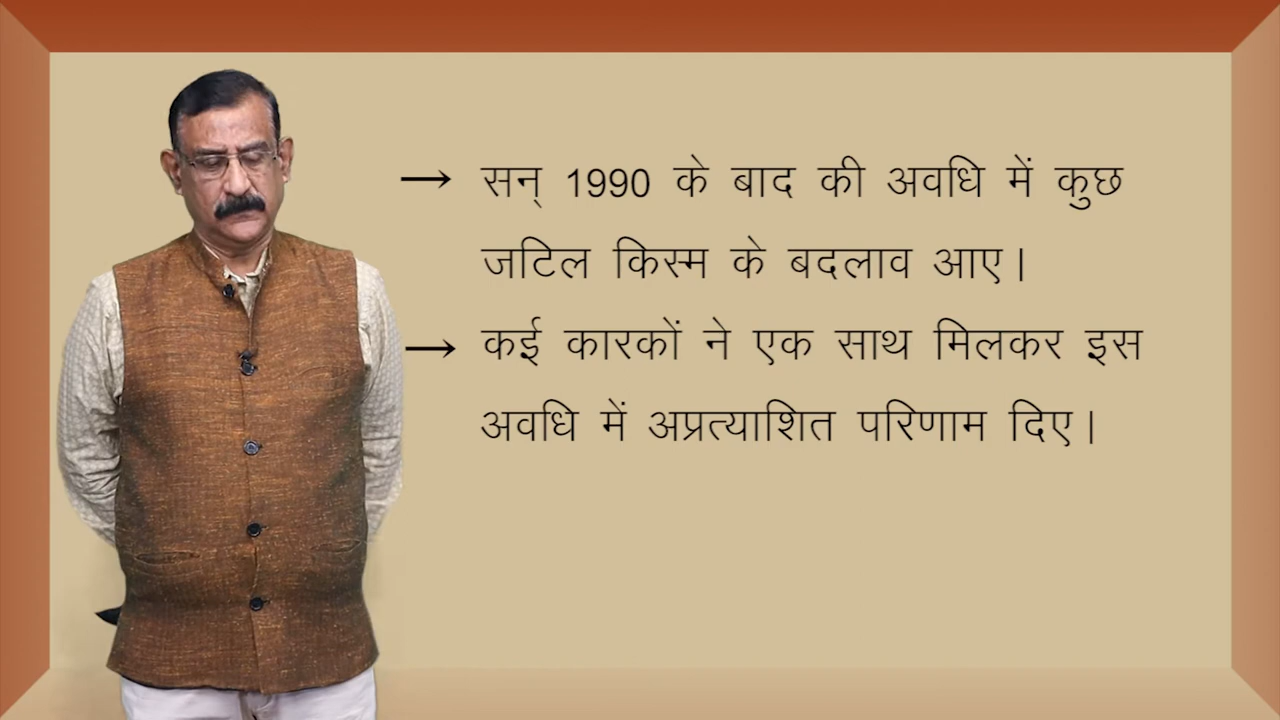 → सन् 1990 के बाद की अवधि में कुछ
जटिल किस्म के बदलाव आए।
→ कई कारकों ने एक साथ मिलकर इस
अवधि में अप्रत्याशित परिणाम दिए।